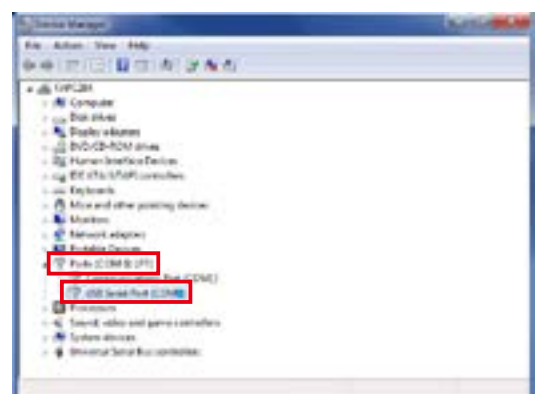 Device Manager
File Action View Help
Computer
Disk drives
Display adapters
DVD/CD-ROM drives
Human Interface Devices
IDE ATA/ATAPI controllers
Keyboards
Mice and other pointing devices
Monitors
Network adapters
Portable Devices
Ports (COM & LPT)
Communications Port
USB Serial Port
Processors
Sound, video and game controllers
System devices
Universal Serial Bus controllers